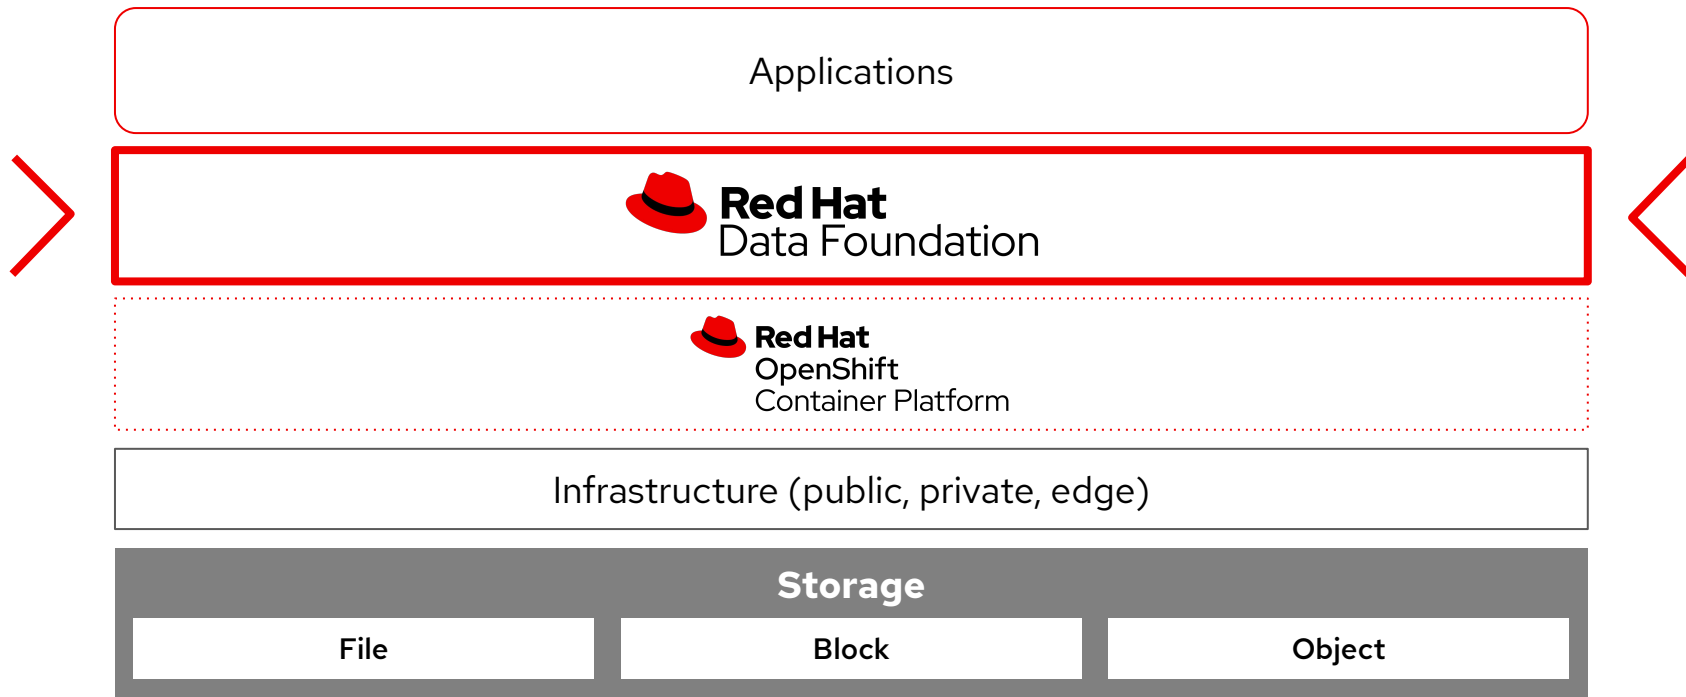 Applications
Red Hat
Data Foundation
Red Hat
OpenShift
Container Platform
Infrastructure (public, private, edge)
Storage
File
Block
Object